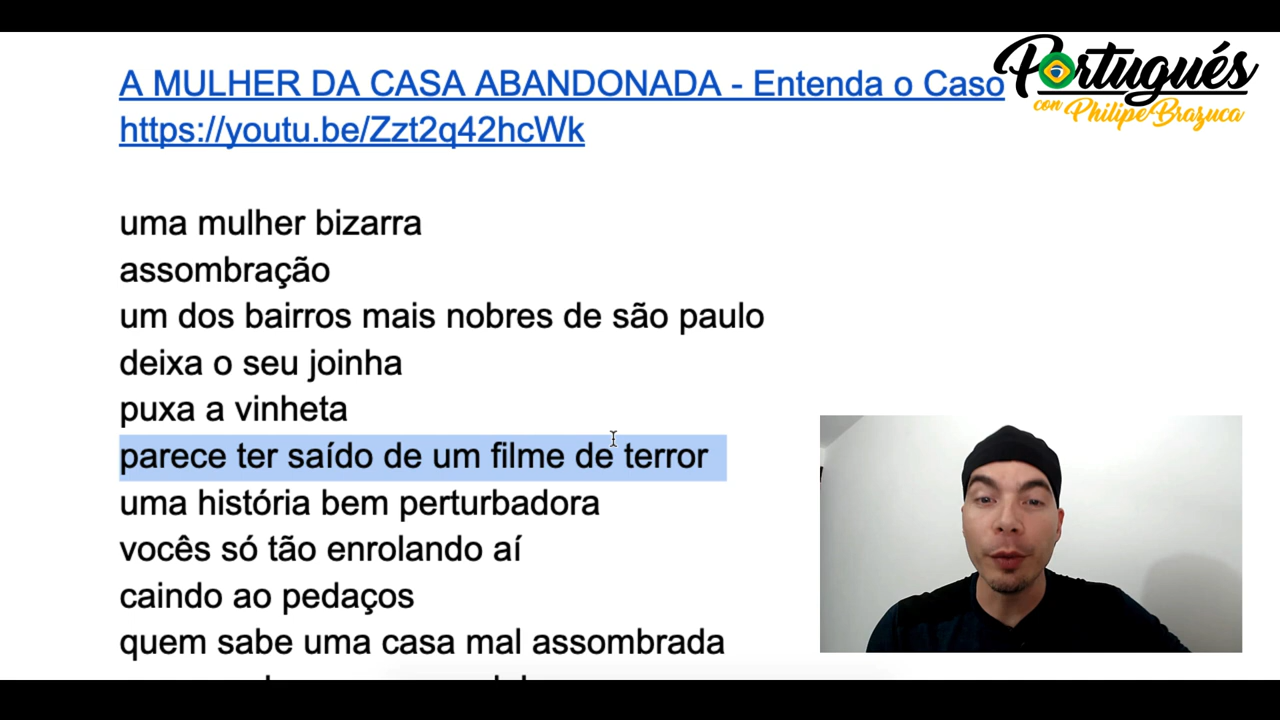 A MULHER DA CASA ABANDONADA - Entenda o Caso
https://youtu.be/Zzt2q42hcWk
Portugués
con PhilipeBrazuca
uma mulher bizarra
assombração
um dos bairros mais nobres de são paulo
deixa o seu joinha
puxa a vinheta
parece ter saído de um filme de terror
uma história bem perturbadora
vocês só tão enrolando aí
caindo ao pedaços
quem sabe uma casa mal assombrada